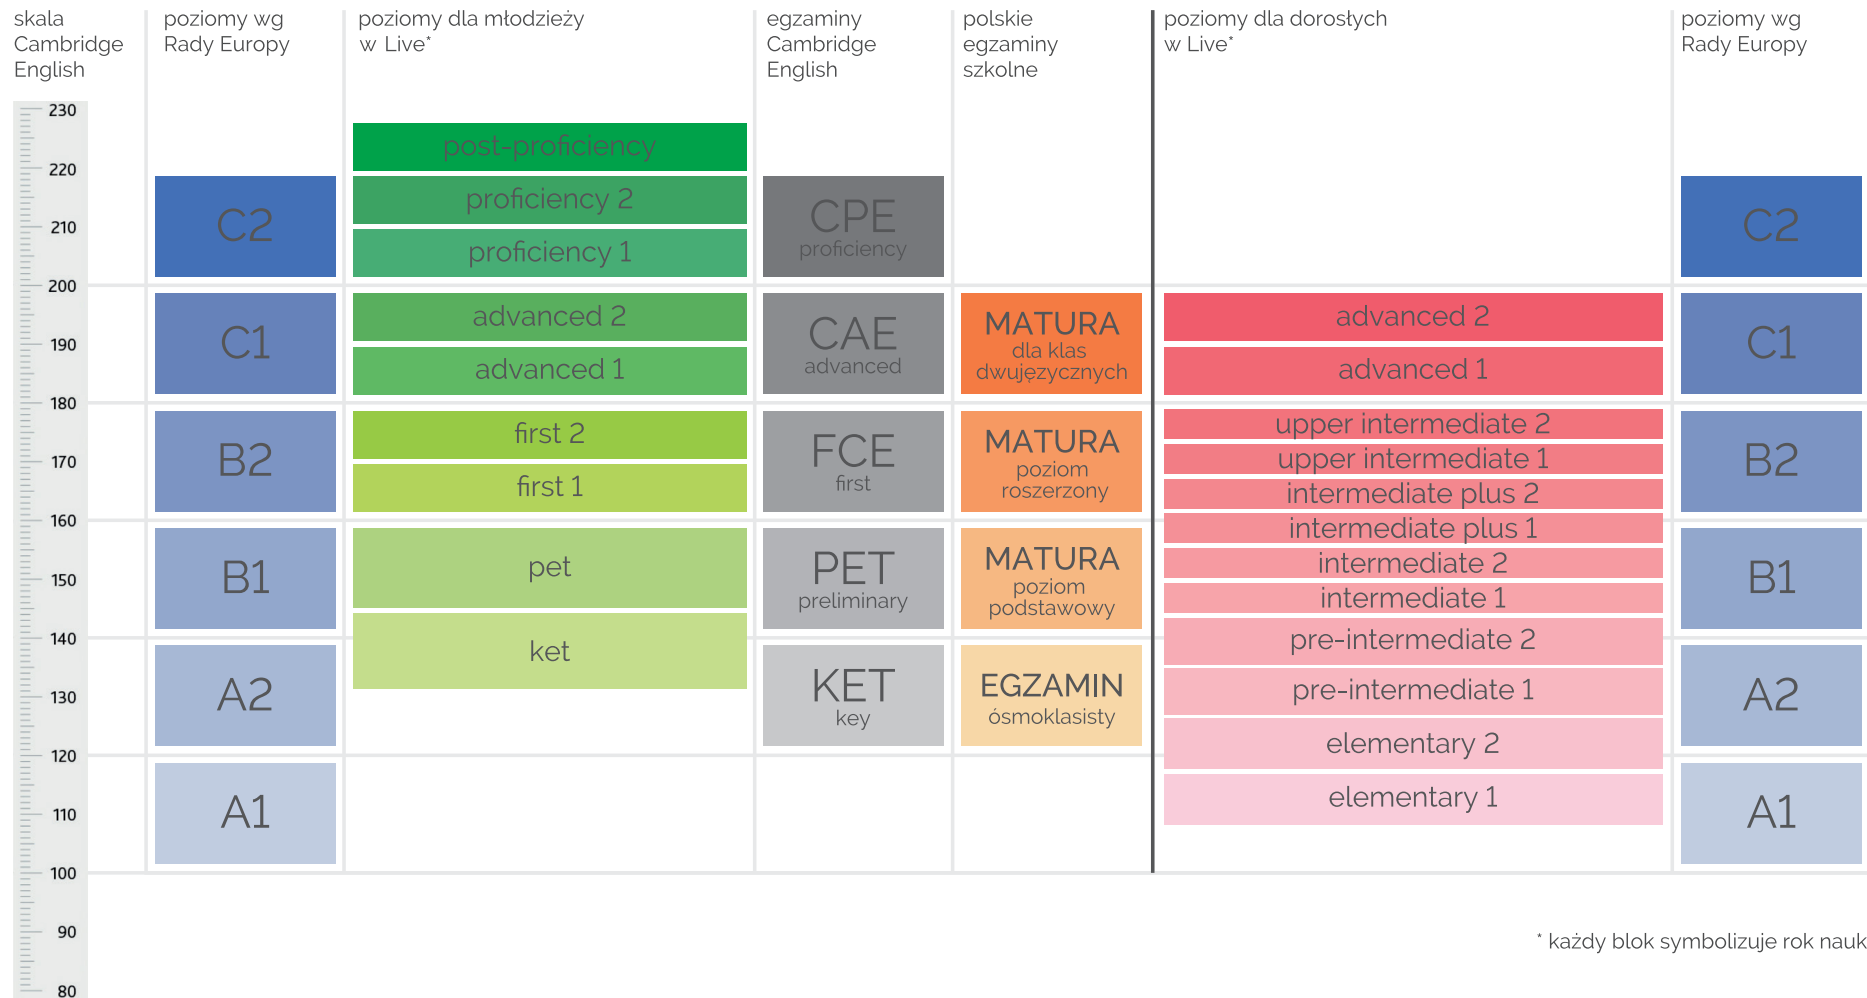 skala
Cambridge
English
poziomy wg
Rady Europy
poziomy dla młodzieży
w Live*
egzaminy
Cambridge
English
polskie
egzaminy
szkolne
poziomy dla dorosłych
w Live*
poziomy wg
Rady Europy
230
220
210
200
190
180
170
160
150
140
130
120
110
100
90
80
C2
C1
B2
B1
A2
A1
post-proficiency
proficiency 2
proficiency 1
advanced 2
advanced 1
first 2
first 1
pet
ket
CPE
proficiency
CAE
advanced
FCE
first
PET
preliminary
KET
key
MATURA
dla klas
dwujęzycznych
MATURA
poziom
roszerzony
MATURA
poziom
podstawowy
EGZAMIN
ósmoklasisty
advanced 2
advanced 1
upper intermediate 2
upper intermediate 1
intermediate plus 2
intermediate plus 1
intermediate 2
intermediate 1
pre-intermediate 2
pre-intermediate 1
elementary 2
elementary 1
C2
C1
B2
B1
A2
A1
* każdy blok symbolizuje rok nauk